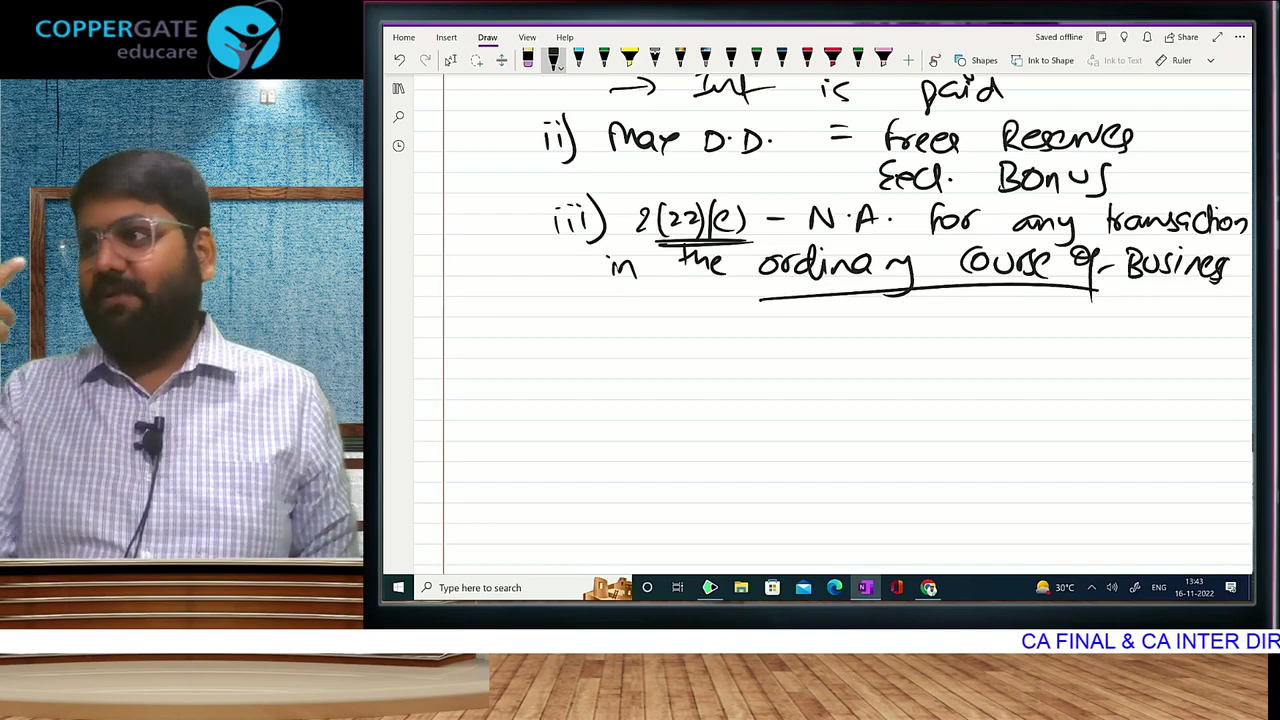 COPPERGATE
educare
Home Insert Draw View Help
Saved offline
Share
Shapes
Ink to Shape
Ink to Text
Ruler
→ Int is paid
ii) Max D.D. = Frees Reserves
Excl. Bonus
iii) 2(22)(e) - N.A. for any transaction
in the ordinary course of Business
Type here to search
30°C
ENG
13:43
16-11-2022
CA FINAL & CA INTER DIR